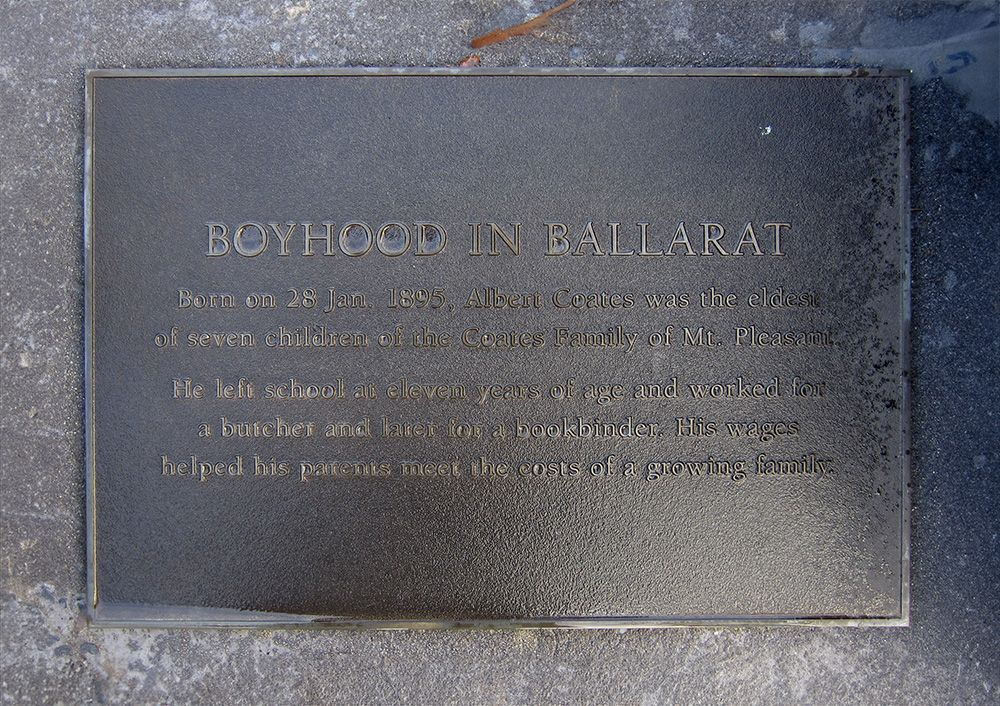 BOYHOOD IN BALLARAT
Born on 28 Jan. 1895, Albert Coates was the eldest
of seven children of the Coates Family of Mt. Pleasant.
He left school at eleven years of age and worked for
a butcher and later for a bookbinder. His wages
helped his parents meet the costs of a growing family.